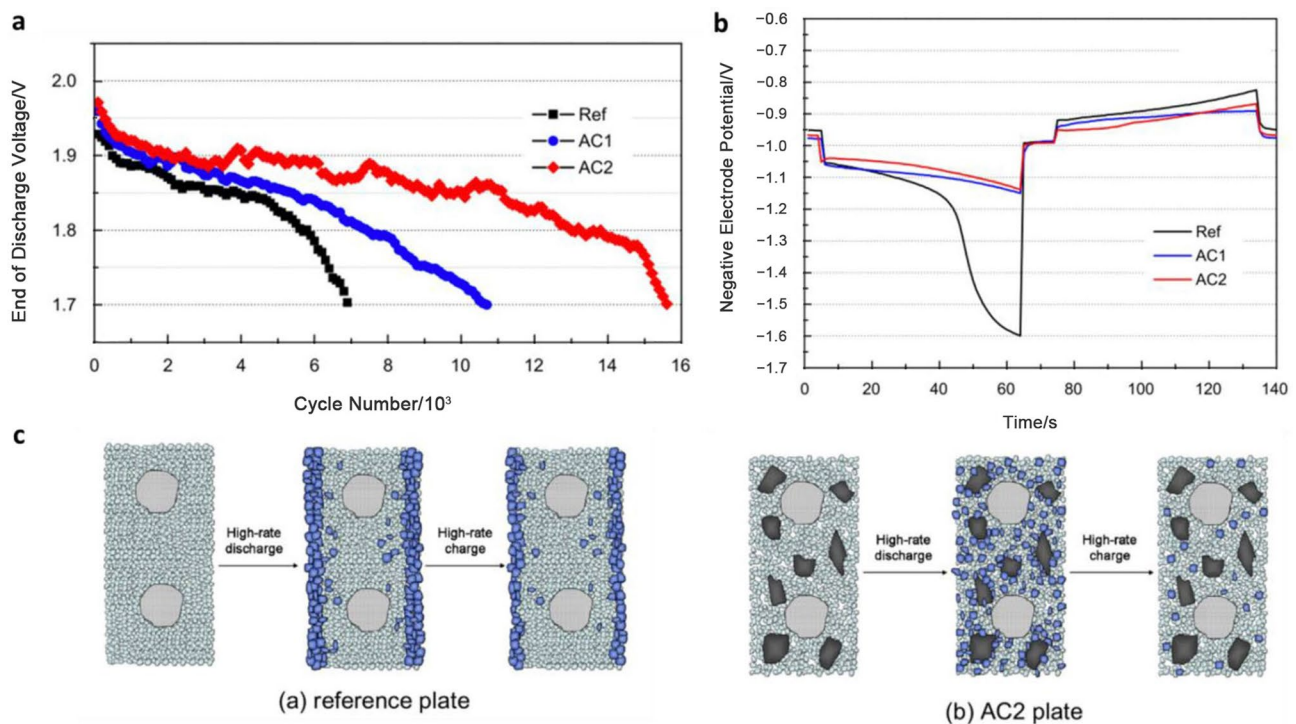 a
End of Discharge Voltage/V
2.0
1.9
1.8
1.7
0
2
4
6
8
10
12
14
16
Cycle Number/10³
Ref
AC1
AC2
b
Negative Electrode Potential/V
−0.6
−0.7
−0.8
−0.9
−1.0
−1.1
−1.2
−1.3
−1.4
−1.5
−1.6
−1.7
0
20
40
60
80
100
120
140
Time/s
Ref
AC1
AC2
c
High-rate
discharge
High-rate
charge
(a) reference plate
High-rate
discharge
High-rate
charge
(b) AC2 plate